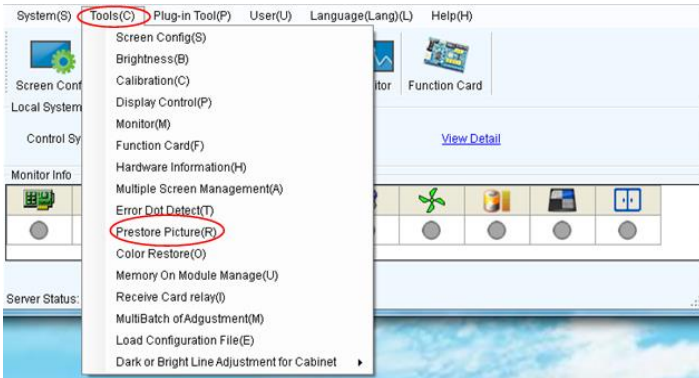 System(S) Tools(C) Plug-in Tool(P) User(U) Language(Lang)(L) Help(H)
Screen Config(S)
Brightness(B)
Calibration(C)
Display Control(P)
Monitor(M)
Function Card(F)
Hardware Information(H)
Multiple Screen Management(A)
Error Dot Detect(T)
Prestore Picture(R)
Color Restore(O)
Memory On Module Manage(U)
Receive Card relay(I)
MultiBatch of Adgustment(M)
Load Configuration File(E)
Dark or Bright Line Adjustment for Cabinet
Screen Conf
itor Function Card
Local System
Control Sy
View Detail
Monitor Info
Server Status: